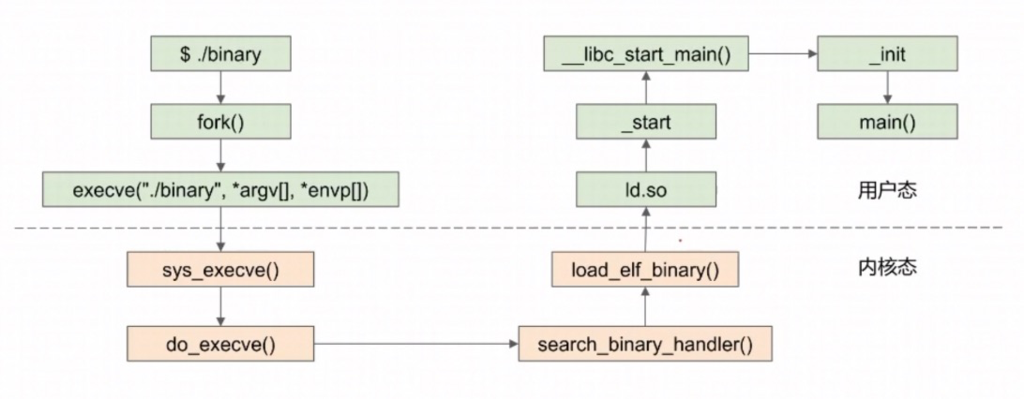 $ ./binary
fork()
execve("./binary", *argv[], *envp[])
sys_execve()
do_execve()
search_binary_handler()
load_elf_binary()
ld.so
_start
__libc_start_main()
_init
main()
用户态
内核态